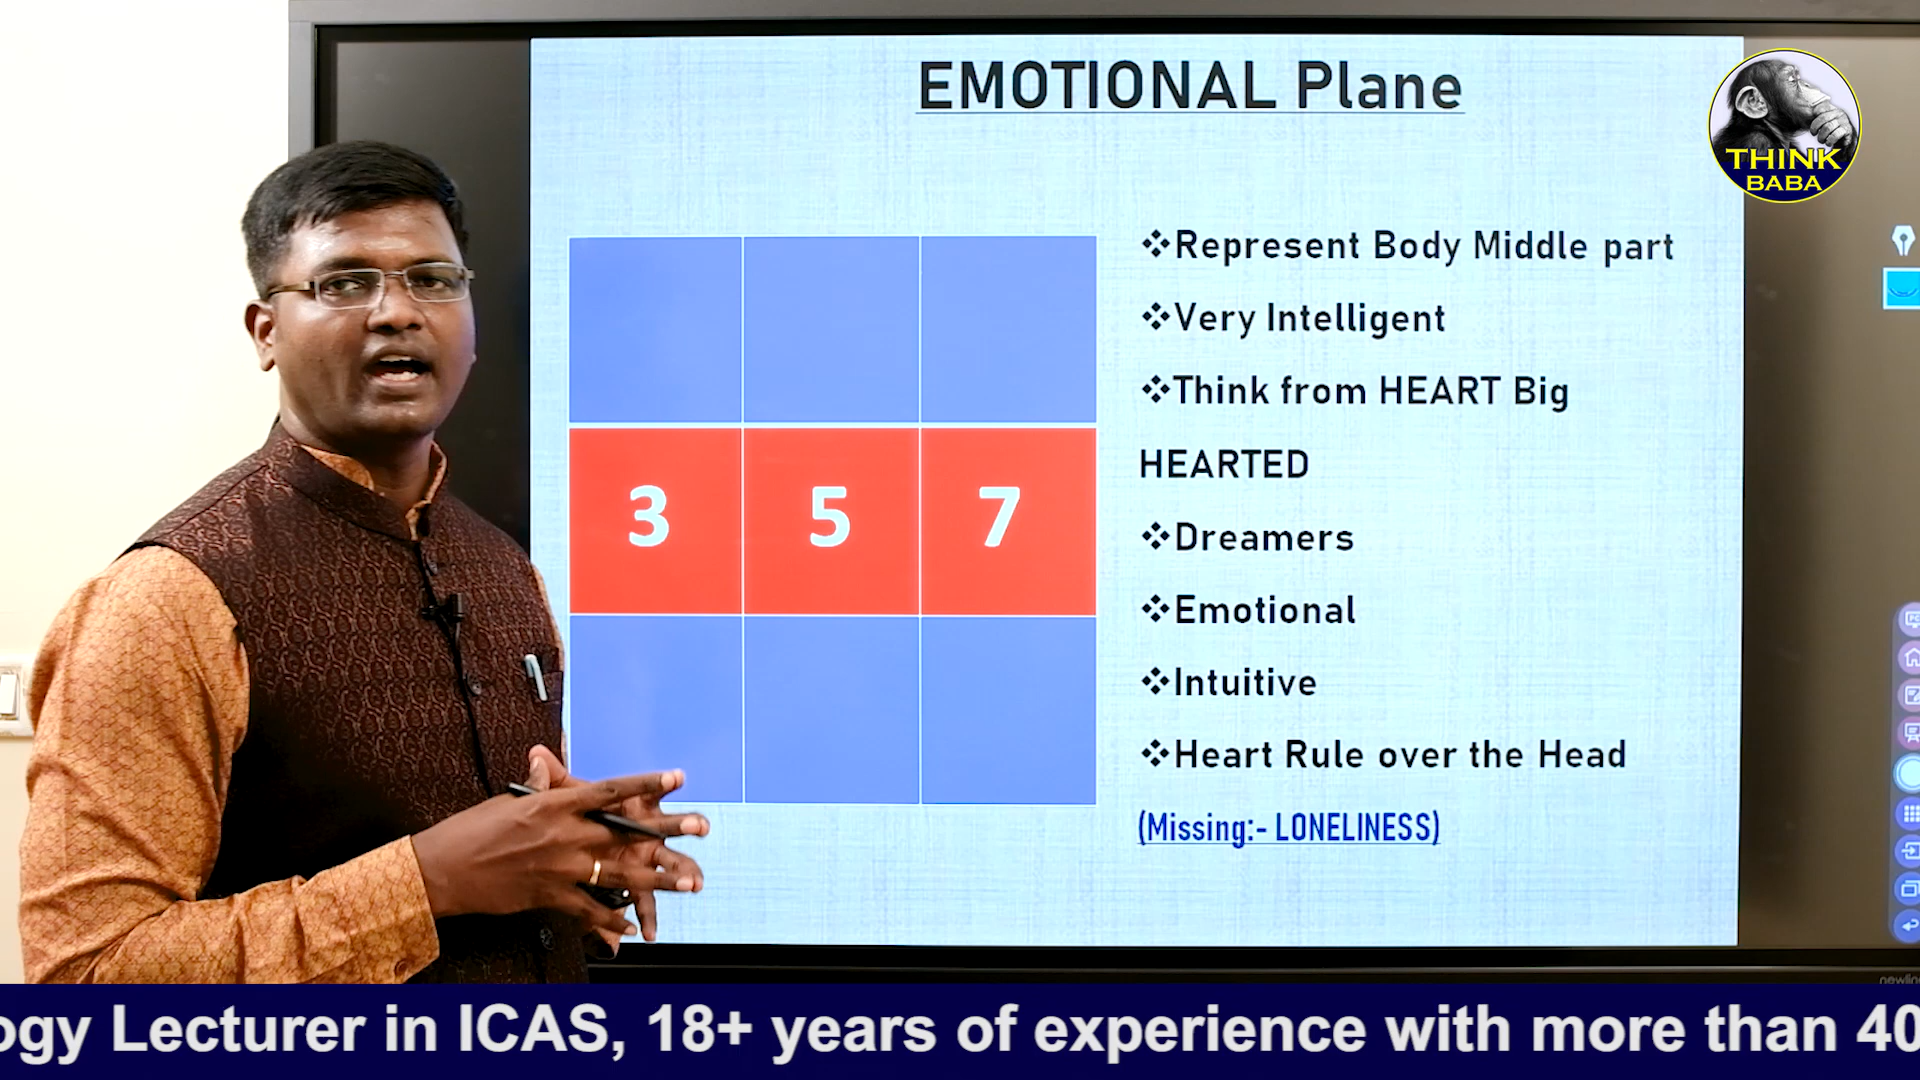 EMOTIONAL Plane
THINK
BABA
❖Represent Body Middle part
❖Very Intelligent
❖Think from HEART Big
HEARTED
3 5 7
❖Dreamers
❖Emotional
❖Intuitive
❖Heart Rule over the Head
(Missing:- LONELINESS)
ogy Lecturer in ICAS, 18+ years of experience with more than 40